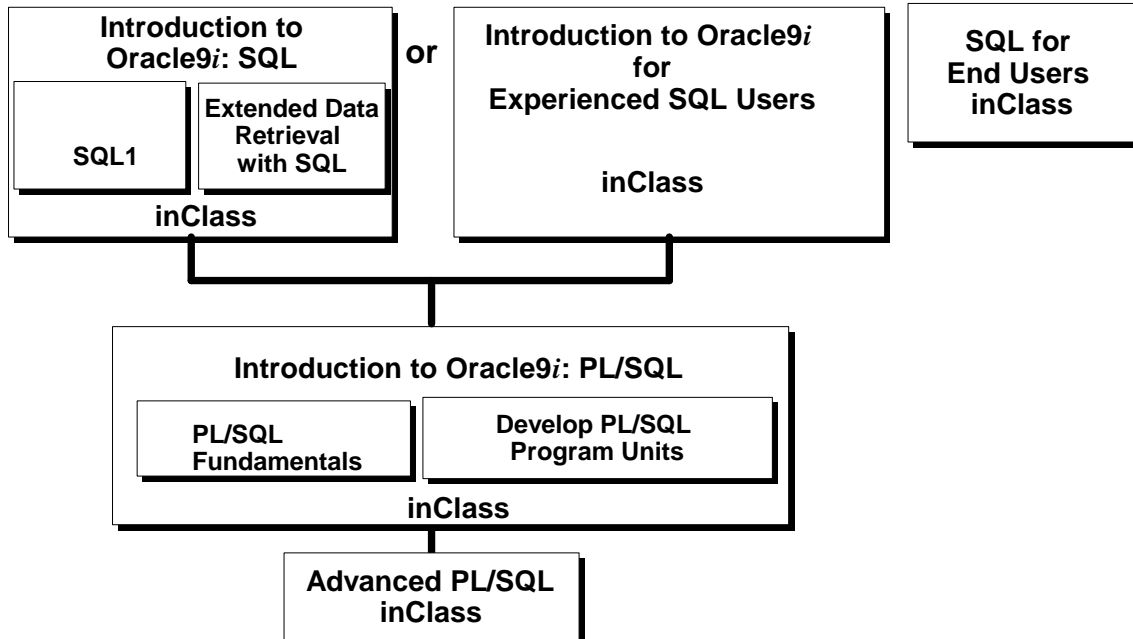 Introduction to
Oracle9i: SQL
SQL1
Extended Data
Retrieval
with SQL
inClass
or
Introduction to Oracle9i
for
Experienced SQL Users
inClass
SQL for
End Users
inClass
Introduction to Oracle9i: PL/SQL
PL/SQL
Fundamentals
Develop PL/SQL
Program Units
inClass
Advanced PL/SQL
inClass